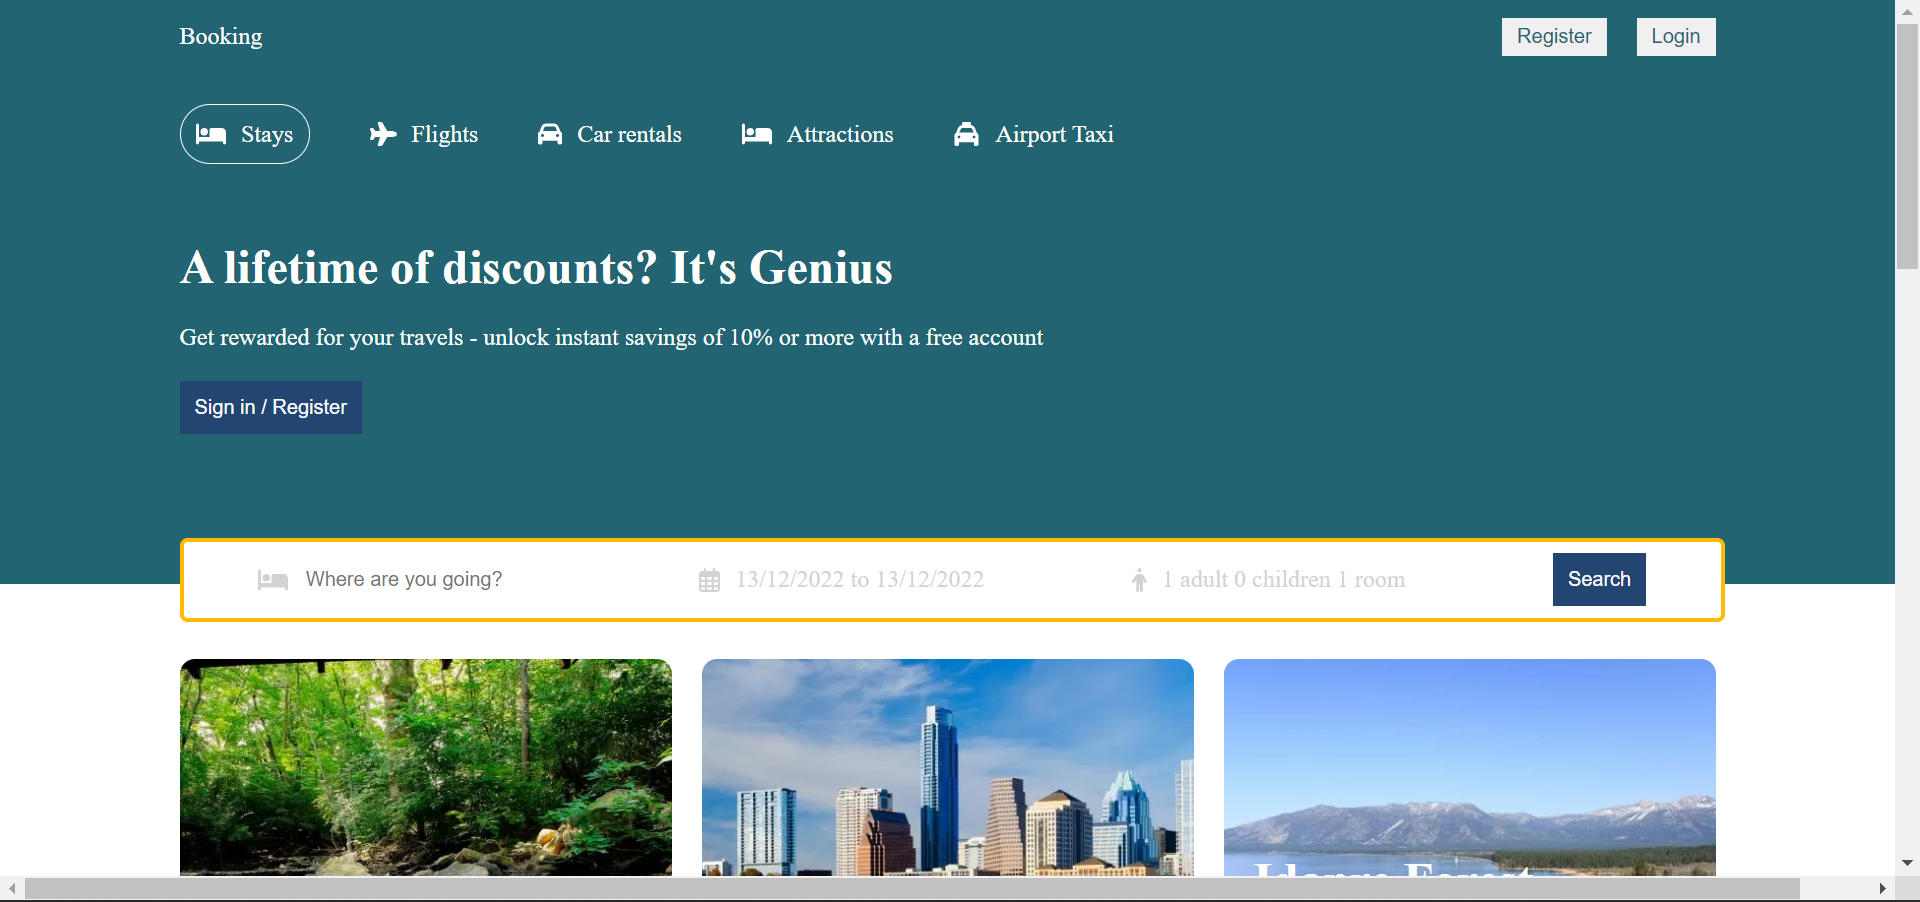 Booking
Register
Login
Stays
Flights
Car rentals
Attractions
Airport Taxi
A lifetime of discounts? It's Genius
Get rewarded for your travels - unlock instant savings of 10% or more with a free account
Sign in / Register
Where are you going?
13/12/2022 to 13/12/2022
1 adult 0 children 1 room
Search
Idanre Forest